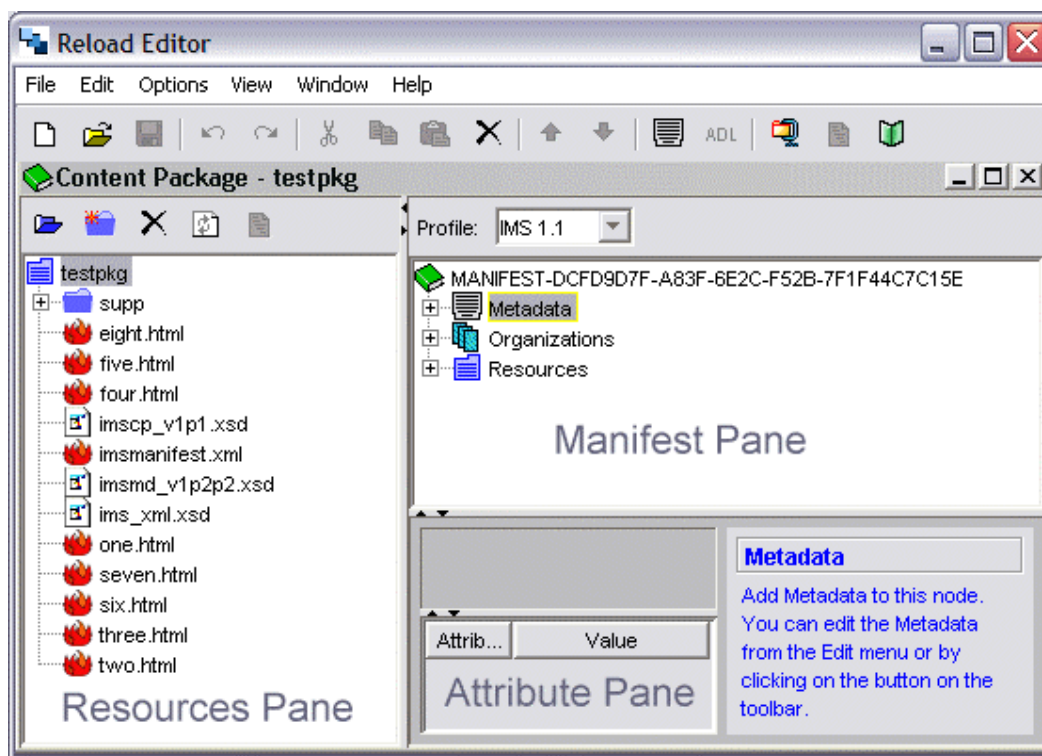 Reload Editor
File Edit Options View Window Help
ADL
Content Package - testpkg
Profile: IMS 1.1
testpkg
supp
eight.html
five.html
four.html
imscp_v1p1.xsd
imsmanifest.xml
imsmd_v1p2p2.xsd
ims_xml.xsd
one.html
seven.html
six.html
three.html
two.html
Resources Pane
MANIFEST-DCFD9D7F-A83F-6E2C-F52B-7F1F44C7C15E
Metadata
Organizations
Resources
Manifest Pane
Attrib... Value
Attribute Pane
Metadata
Add Metadata to this node.
You can edit the Metadata
from the Edit menu or by
clicking on the button on the
toolbar.